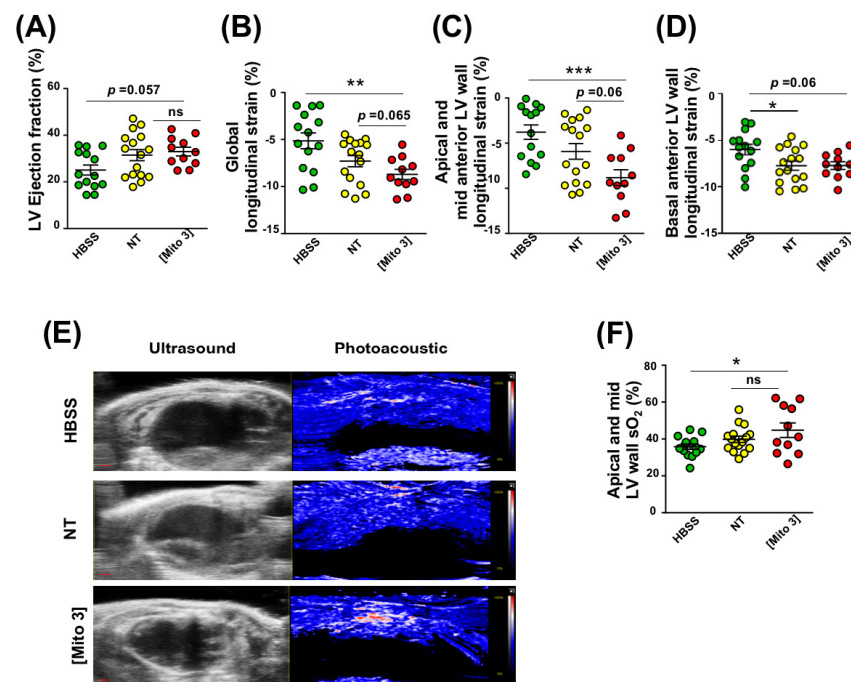 (A)
LV Ejection fraction (%)
60
40
20
0
p =0.057
ns
HBSS
NT
[Mito 3]
(B)
Global
longitudinal strain (%)
0
-5
-10
-15
**
p =0.065
HBSS
NT
[Mito 3]
(C)
Apical and
mid anterior LV wall
longitudinal strain (%)
0
-5
-10
-15
***
p =0.06
HBSS
NT
[Mito 3]
(D)
Basal anterior LV wall
longitudinal strain (%)
0
-5
-10
-15
p =0.06
*
HBSS
NT
[Mito 3]
(E)
Ultrasound
Photoacoustic
HBSS
NT
[Mito 3]
(F)
Apical and mid
LV wall sO₂ (%)
80
60
40
20
0
*
ns
HBSS
NT
[Mito 3]